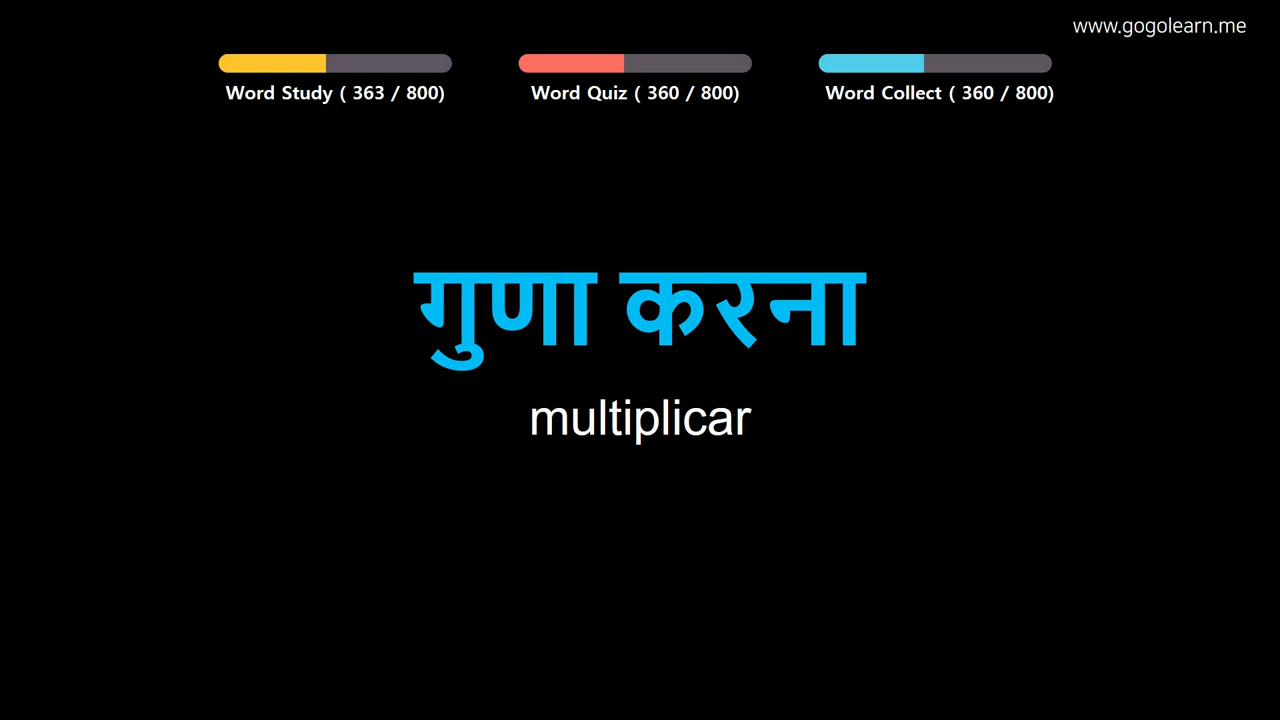 www.gogolearn.me
Word Study ( 363 / 800)
Word Quiz ( 360 / 800)
Word Collect ( 360 / 800)
गुणा करना
multiplicar